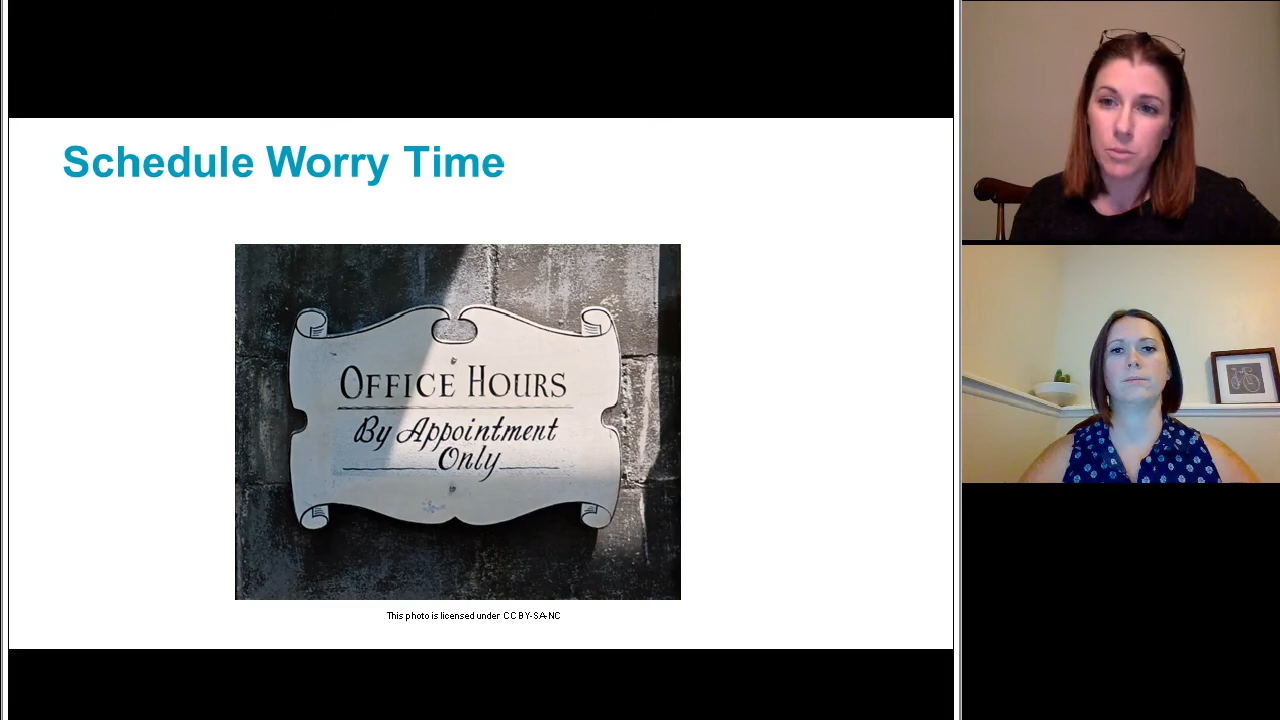 Schedule Worry Time
OFFICE HOURS
By Appointment
Only
This photo is licensed under CC BY-SA-NC